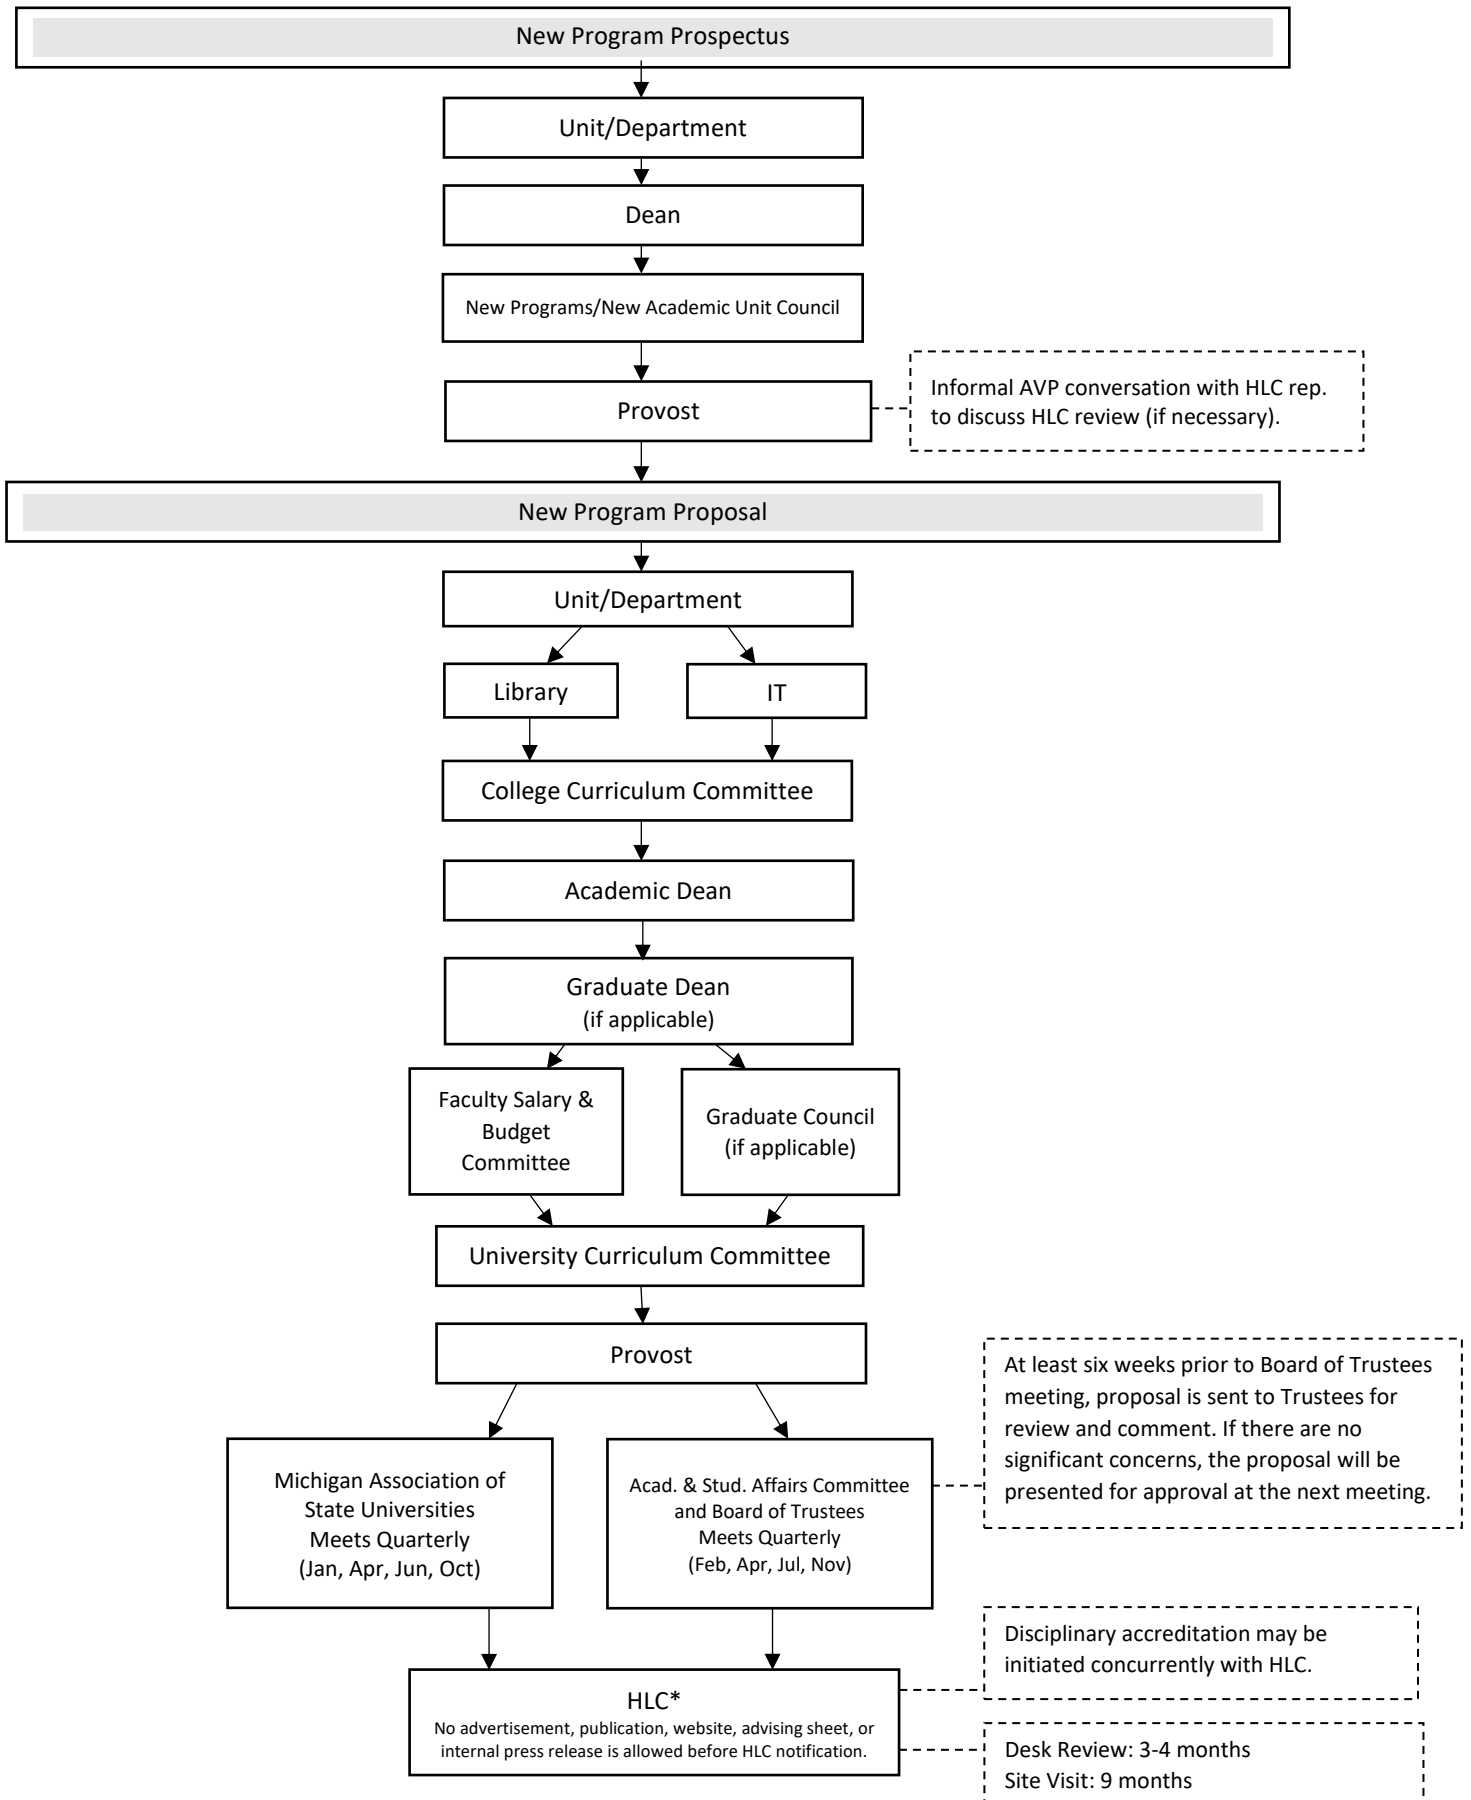 New Program Prospectus
Unit/Department
Dean
New Programs/New Academic Unit Council
Provost
Informal AVP conversation with HLC rep.
to discuss HLC review (if necessary).
New Program Proposal
Unit/Department
Library
IT
College Curriculum Committee
Academic Dean
Graduate Dean
(if applicable)
Faculty Salary &
Budget
Committee
Graduate Council
(if applicable)
University Curriculum Committee
Provost
At least six weeks prior to Board of Trustees
meeting, proposal is sent to Trustees for
review and comment. If there are no
significant concerns, the proposal will be
presented for approval at the next meeting.
Michigan Association of
State Universities
Meets Quarterly
(Jan, Apr, Jun, Oct)
Acad. & Stud. Affairs Committee
and Board of Trustees
Meets Quarterly
(Feb, Apr, Jul, Nov)
Disciplinary accreditation may be
initiated concurrently with HLC.
HLC*
No advertisement, publication, website, advising sheet, or
internal press release is allowed before HLC notification.
Desk Review: 3-4 months
Site Visit: 9 months